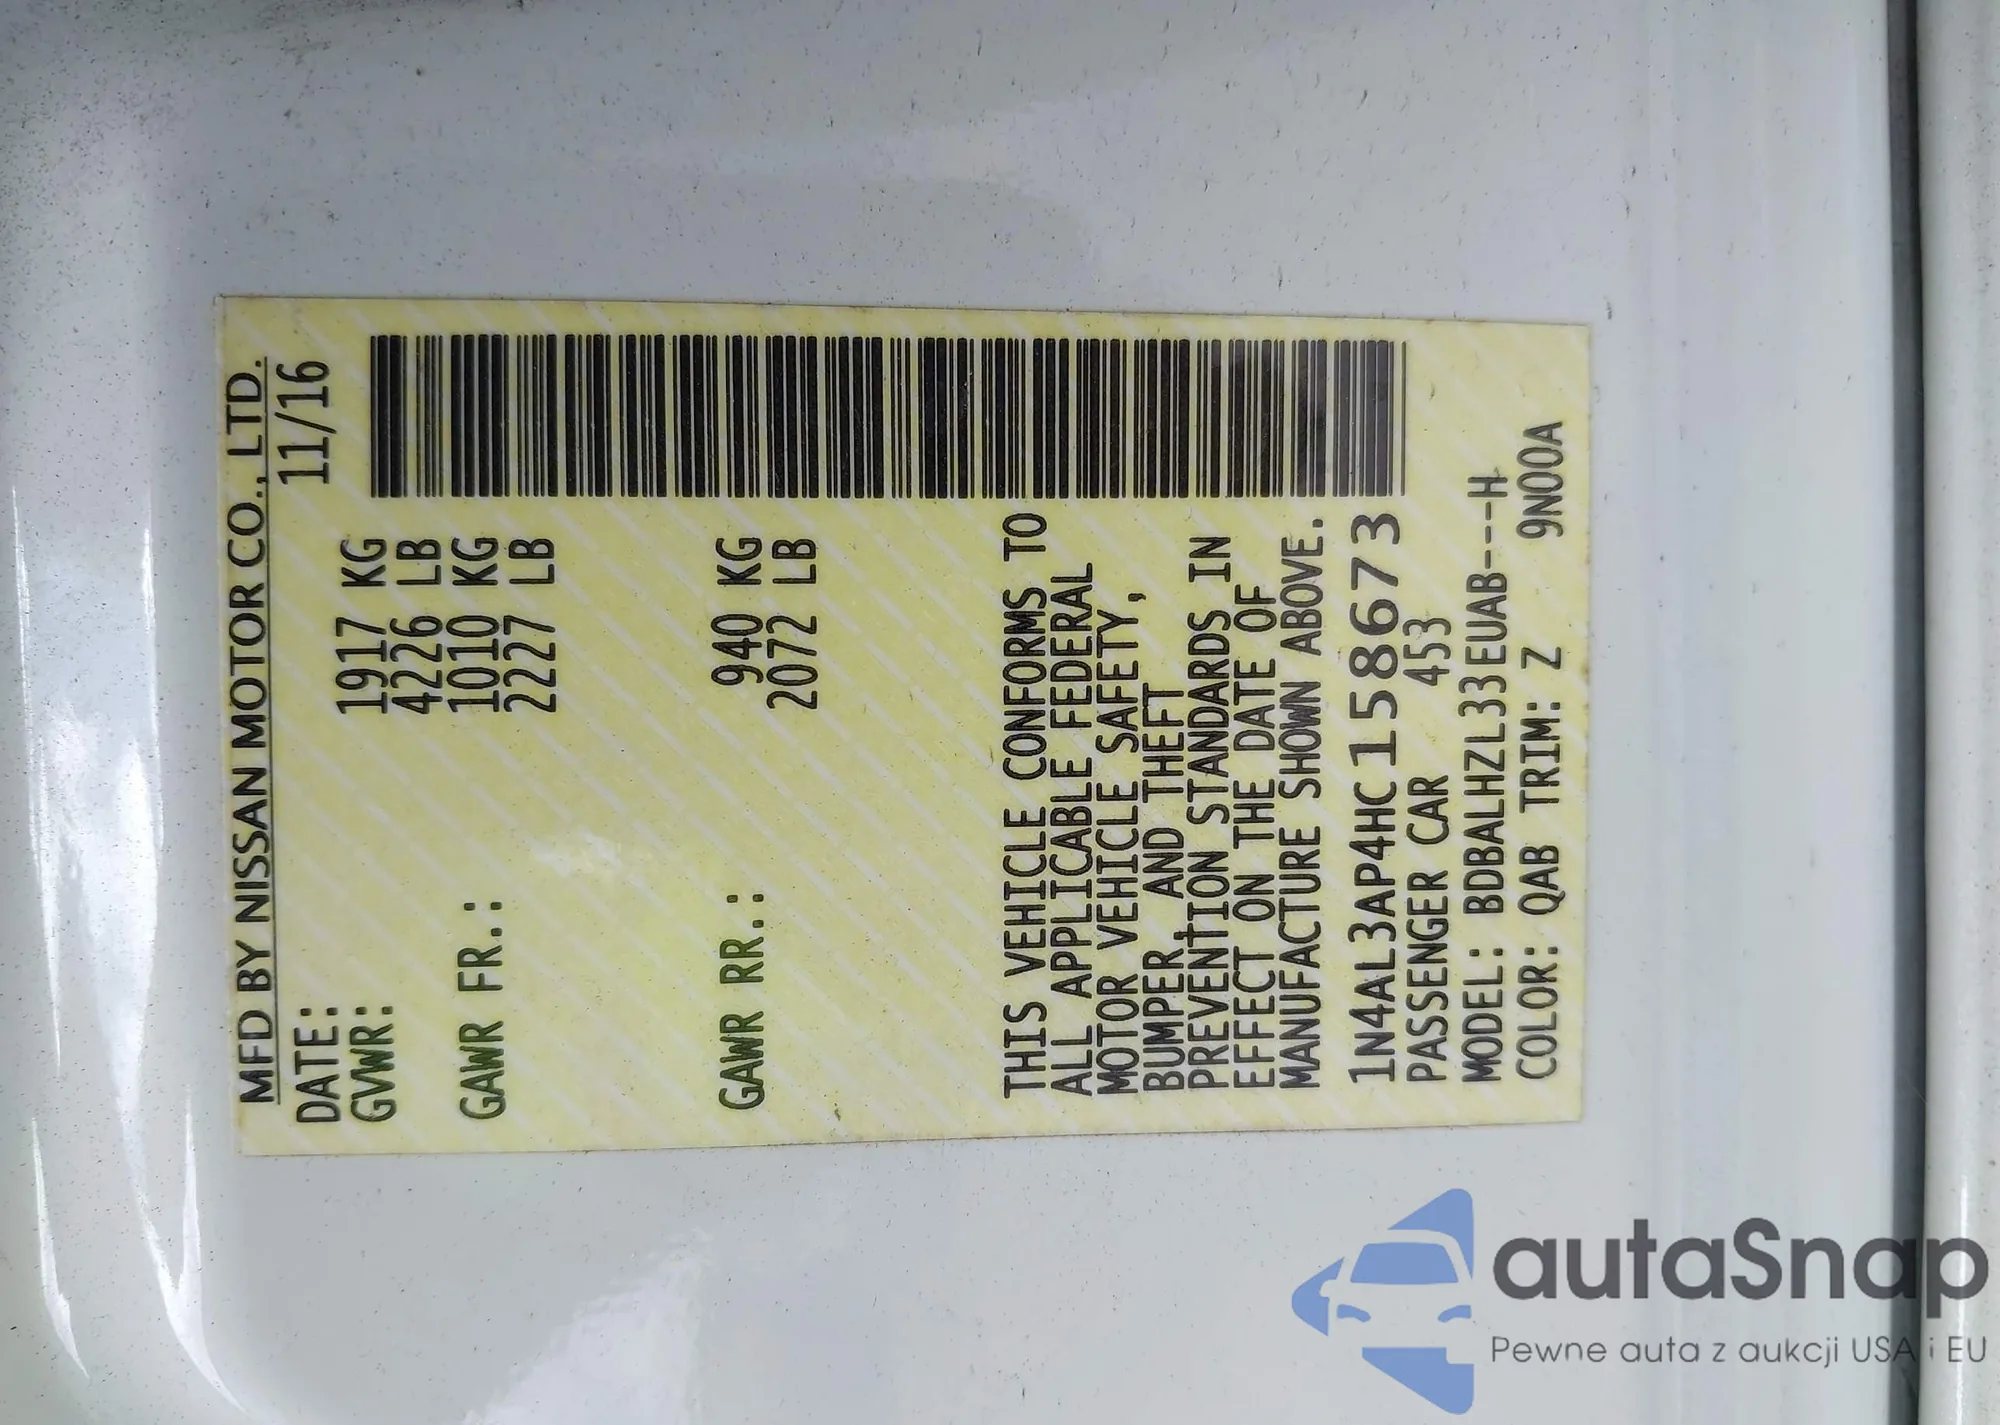 MFD BY NISSAN MOTOR CO., LTD.
DATE: 11/16
GVWR: 1917 KG
4226 LB
GAWR FR.: 1010 KG
2227 LB
GAWR RR.: 940 KG
2072 LB
THIS VEHICLE CONFORMS TO
ALL APPLICABLE FEDERAL
MOTOR VEHICLE SAFETY,
BUMPER, AND THEFT
PREVENTION STANDARDS IN
EFFECT ON THE DATE OF
MANUFACTURE SHOWN ABOVE.
1N4AL3AP4HC158673
PASSENGER CAR 453
MODEL: BDBALHZL33EUAB---H
COLOR: QAB TRIM: Z 9N00A
autaSnap
Pewne auta z aukcji USA i EU